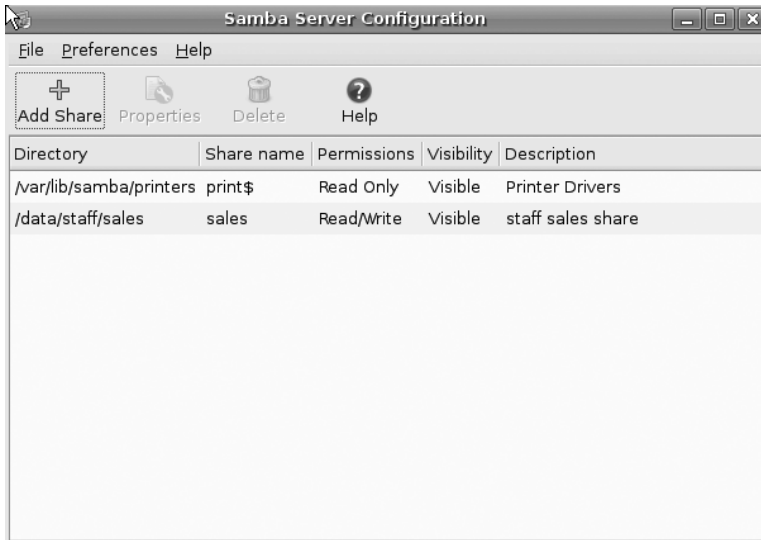 Samba Server Configuration
File Preferences Help
Add Share Properties Delete Help
Directory Share name Permissions Visibility Description
/var/lib/samba/printers print$ Read Only Visible Printer Drivers
/data/staff/sales sales Read/Write Visible staff sales share